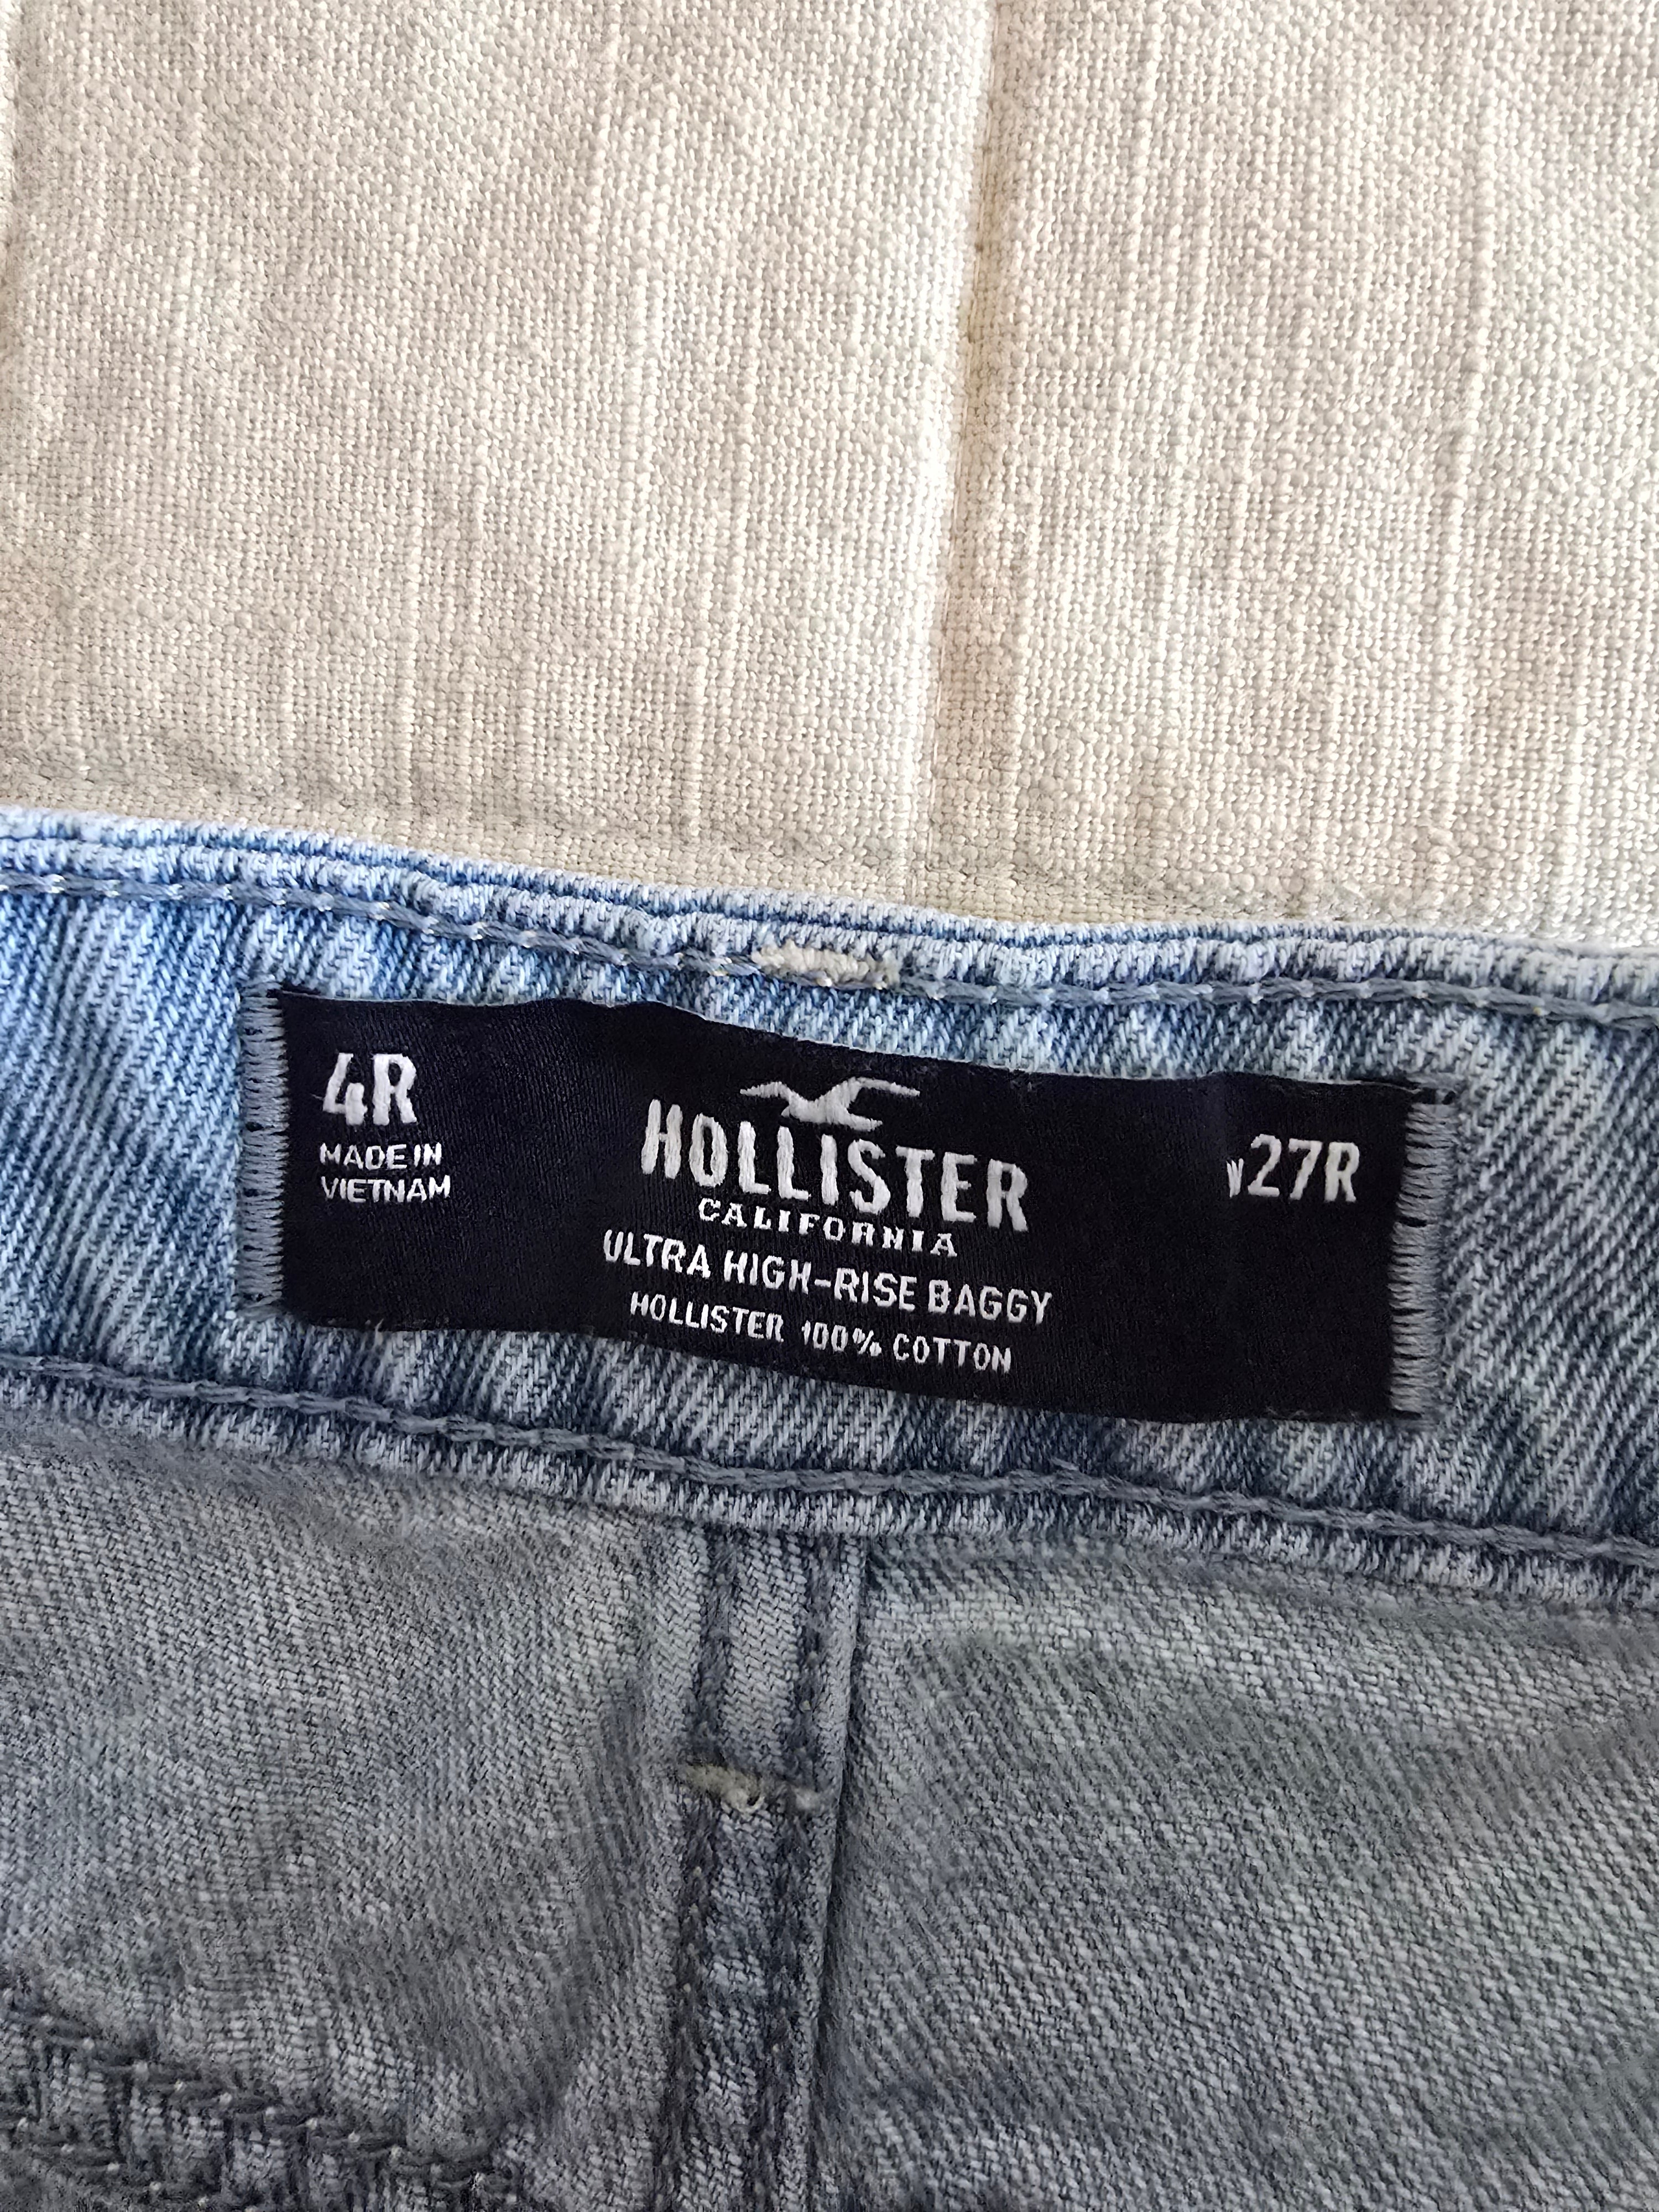 4R
MADE IN
VIETNAM
HOLLISTER
CALIFORNIA
ULTRA HIGH-RISE BAGGY
HOLLISTER 100% COTTON
W27R